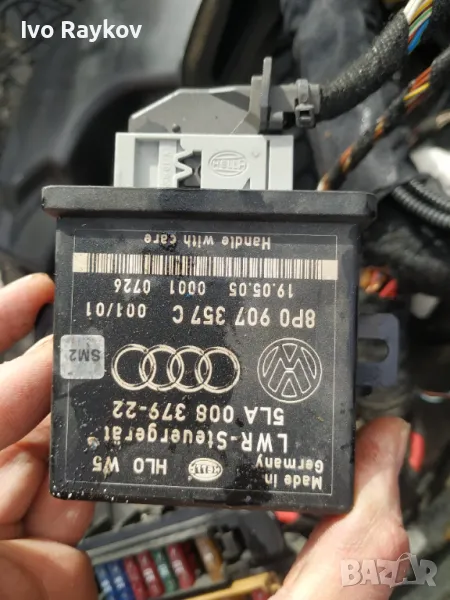 Ivo Raykov
HELLA
Made in
Germany
HELLA
HLO W5
LWR-Steuergerät
5LA 008 379-22
SM2
8P0 907 357 C
001/01
19.05.05 0001 0726
Handle with care
BAZAR